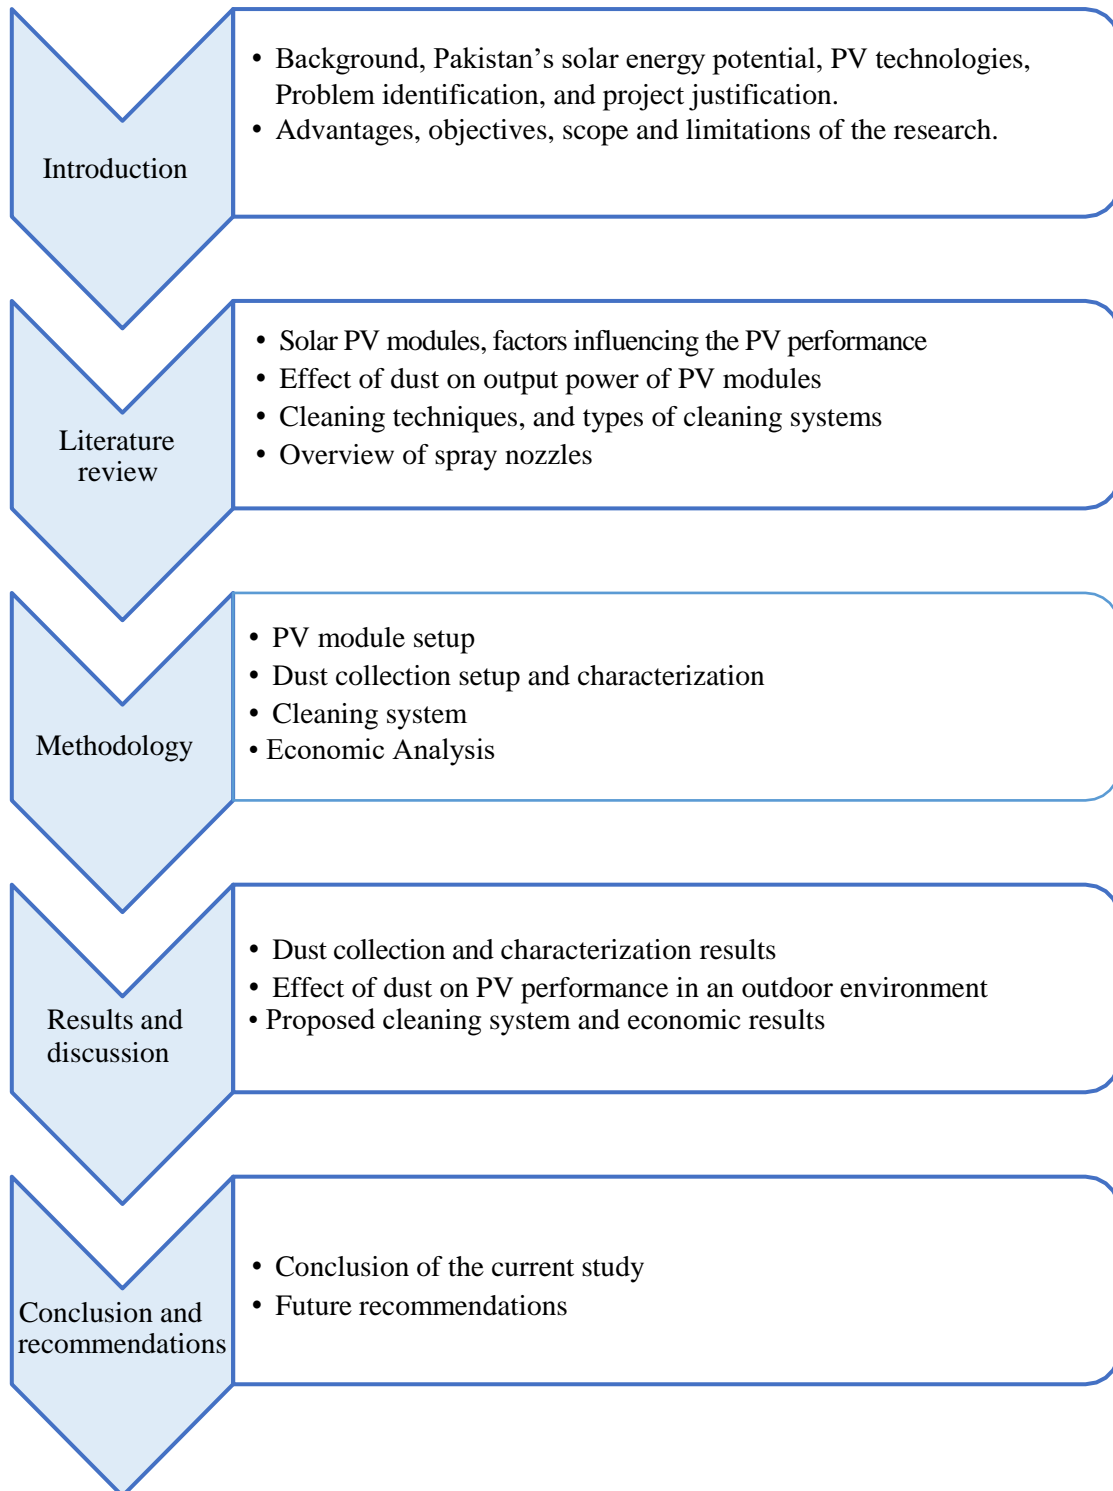 Introduction
• Background, Pakistan’s solar energy potential, PV technologies,
Problem identification, and project justification.
• Advantages, objectives, scope and limitations of the research.
Literature
review
• Solar PV modules, factors influencing the PV performance
• Effect of dust on output power of PV modules
• Cleaning techniques, and types of cleaning systems
• Overview of spray nozzles
Methodology
• PV module setup
• Dust collection setup and characterization
• Cleaning system
• Economic Analysis
Results and
discussion
• Dust collection and characterization results
• Effect of dust on PV performance in an outdoor environment
• Proposed cleaning system and economic results
Conclusion and
recommendations
• Conclusion of the current study
• Future recommendations